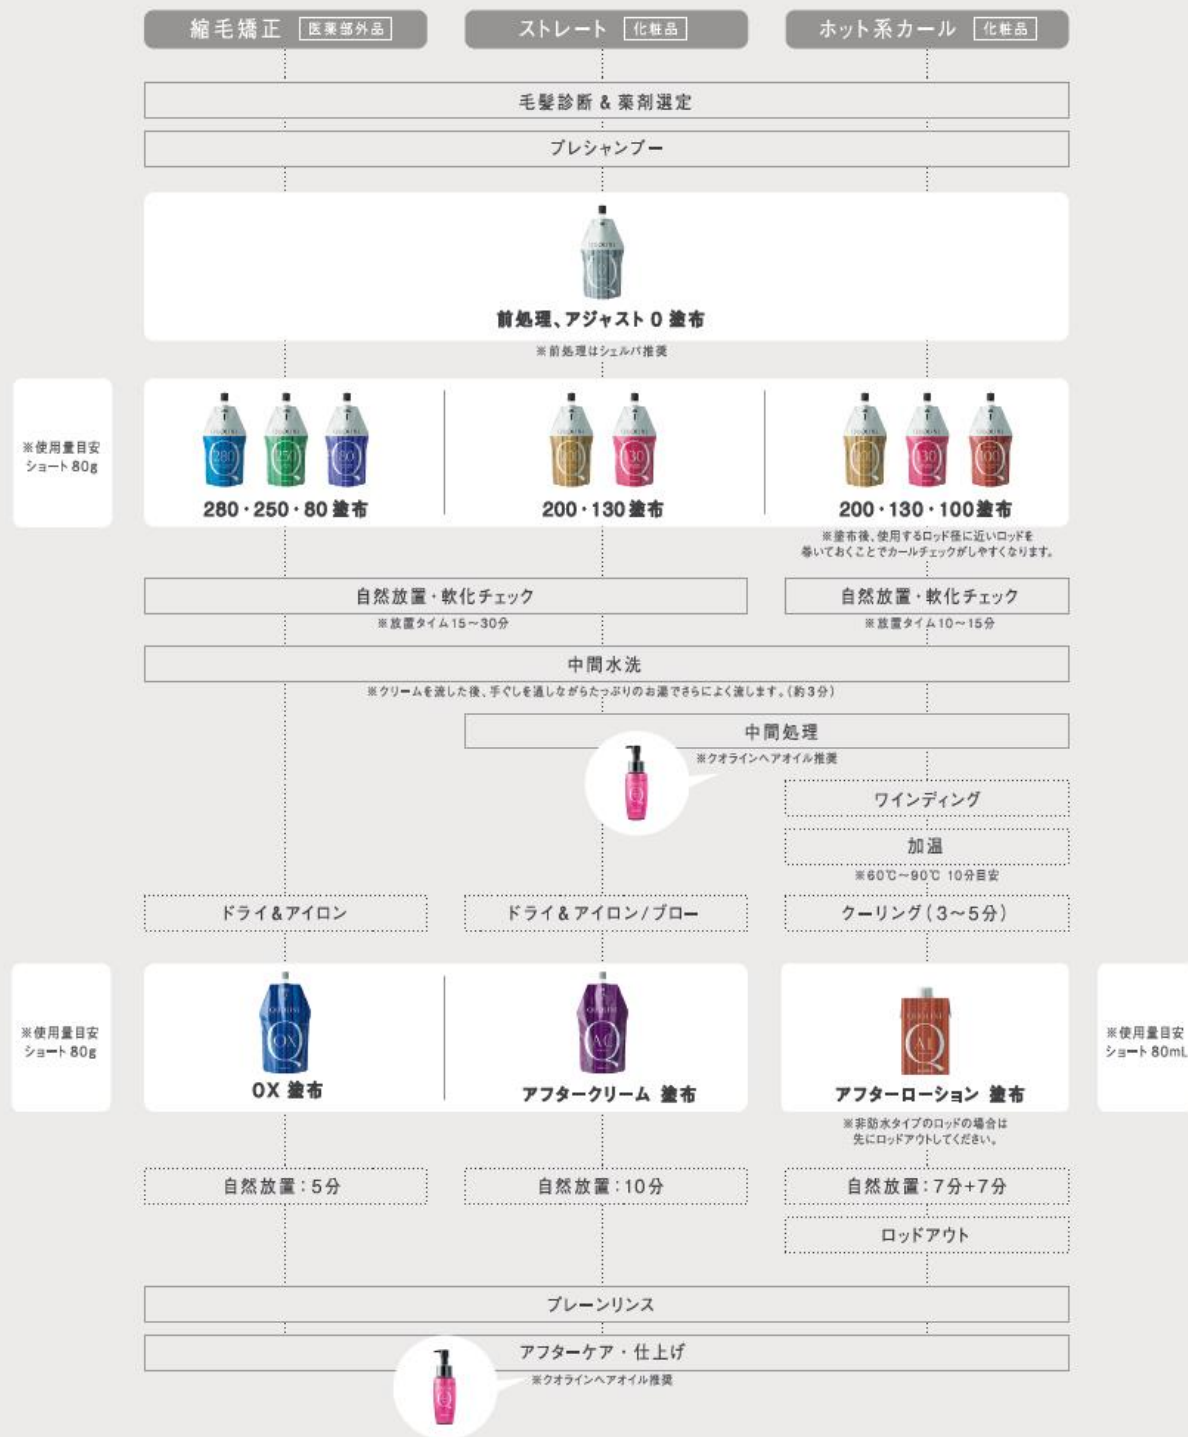 縮毛矯正 医薬部外品
ストレート 化粧品
ホット系カール 化粧品
毛髪診断 & 薬剤選定
プレシャンプー
前処理、アジャスト 0 塗布
※前処理はシェルパ推奨
※使用量目安
ショート 80g
280
250
80
280・250・80 塗布
200
130
200・130 塗布
200
130
100
200・130・100 塗布
※塗布後、使用するロッド径に近いロッドを
巻いておくことでカールチェックがしやすくなります。
自然放置・軟化チェック
※放置タイム15～30分
自然放置・軟化チェック
※放置タイム10～15分
中間水洗
※クリームを流した後、手ぐしを通しながらたっぷりのお湯でさらによく流します。(約3分)
中間処理
※クオラインヘアオイル推奨
ワインディング
加温
※60℃～90℃ 10分目安
ドライ&アイロン
ドライ&アイロン/ブロー
クーリング(3～5分)
※使用量目安
ショート 80g
OX
OX 塗布
AC
アフタークリーム 塗布
AL
アフターローション 塗布
※使用量目安
ショート 80mL
※非防水タイプのロッドの場合は
先にロッドアウトしてください。
自然放置：5分
自然放置：10分
自然放置：7分+7分
ロッドアウト
プレーンリンス
アフターケア・仕上げ
※クオラインヘアオイル推奨